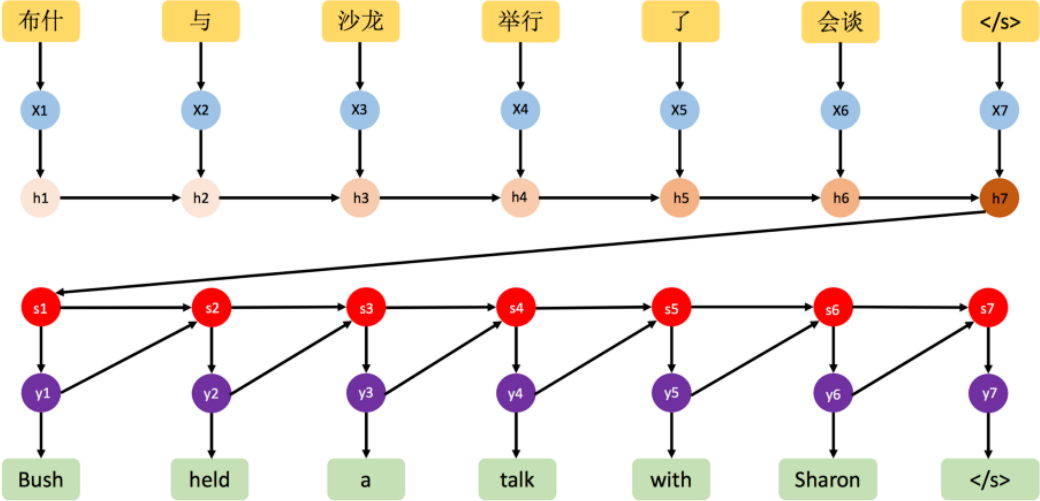 布什 与 沙龙 举行 了 会谈 </s>
X1 X2 X3 X4 X5 X6 X7
h1 h2 h3 h4 h5 h6 h7
s1 s2 s3 s4 s5 s6 s7
y1 y2 y3 y4 y5 y6 y7
Bush held a talk with Sharon </s>